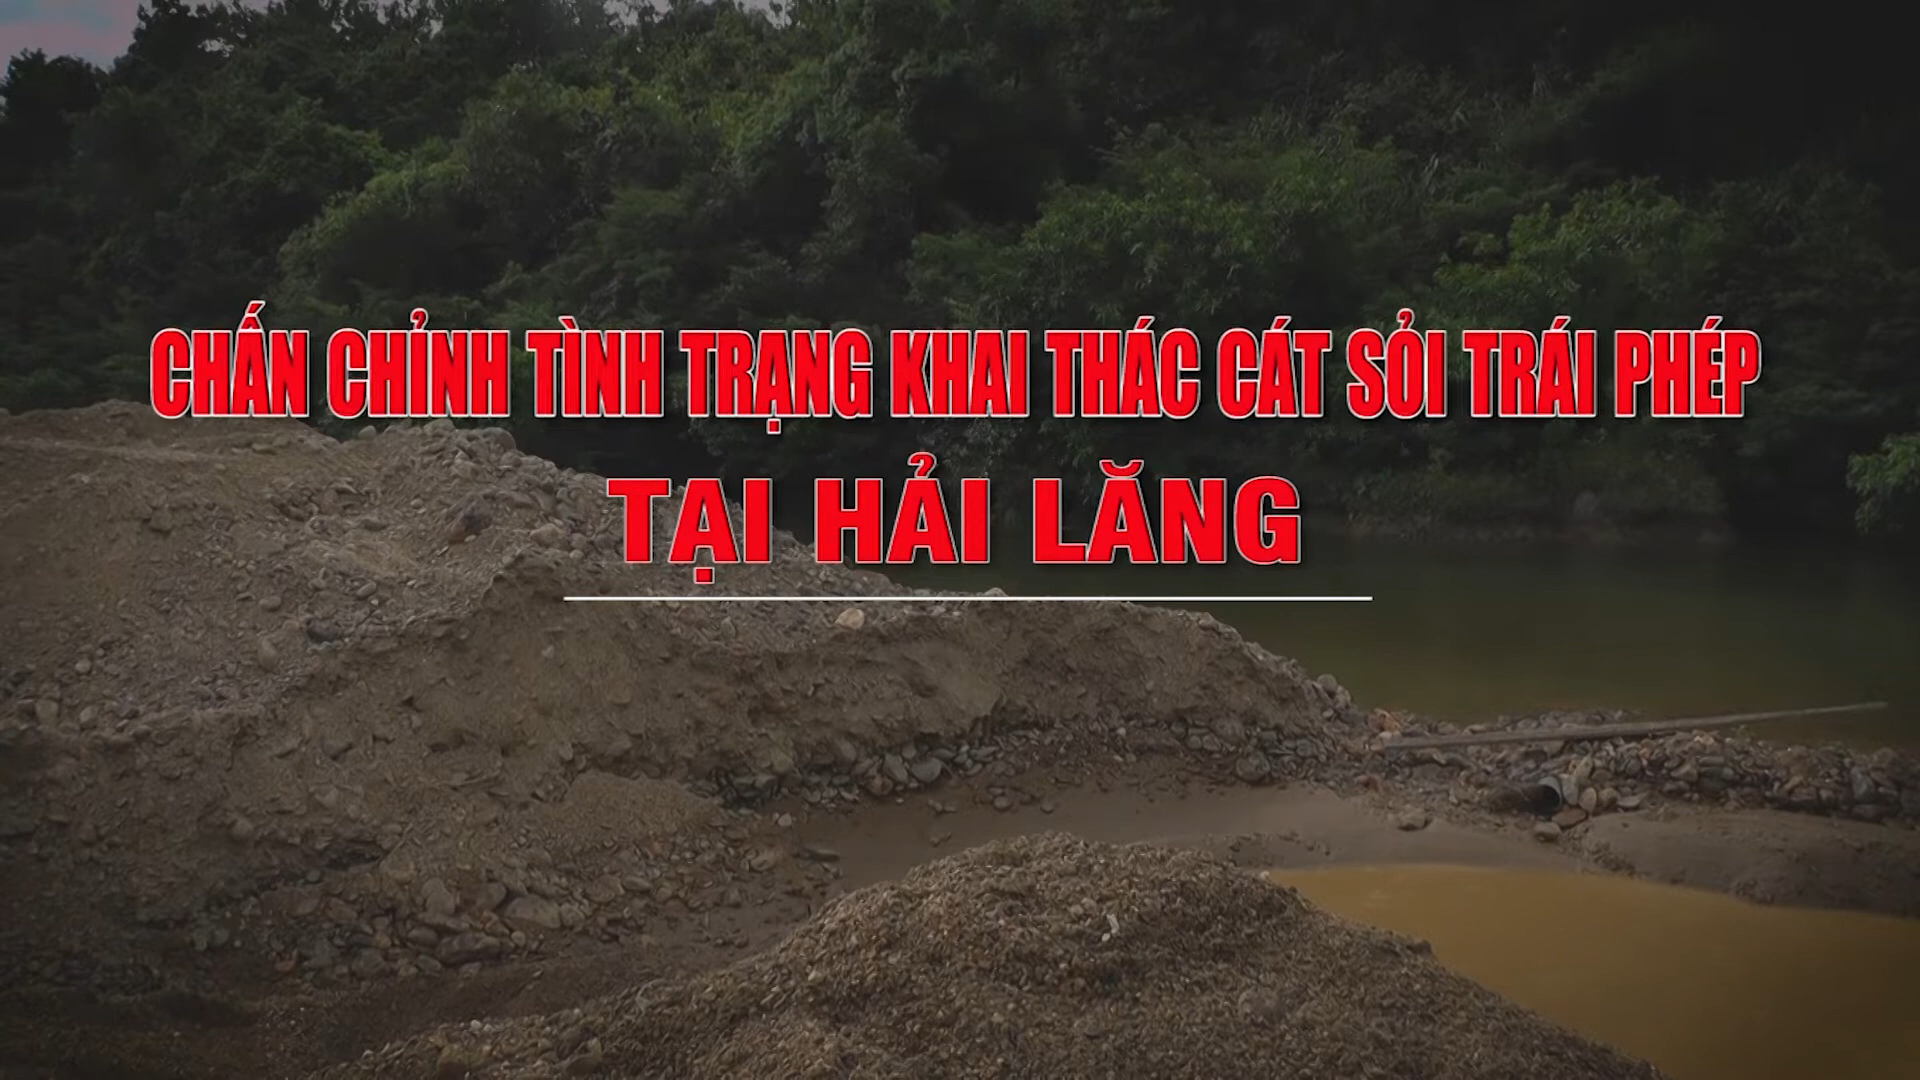 CHẤN CHỈNH TÌNH TRẠNG KHAI THÁC CÁT SỎI TRÁI PHÉP
TẠI HẢI LĂNG